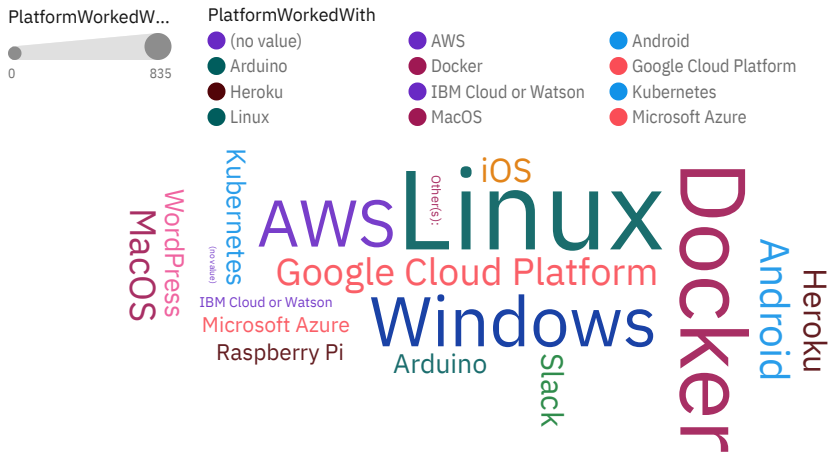 PlatformWorkedW...
0
835
PlatformWorkedWith
(no value)
AWS
Android
Arduino
Docker
Google Cloud Platform
Heroku
IBM Cloud or Watson
Kubernetes
Linux
MacOS
Microsoft Azure
MacOS
WordPress
Kubernetes
(no value)
AWS
Other(s):
Linux
iOS
Google Cloud Platform
IBM Cloud or Watson
Microsoft Azure
Windows
Raspberry Pi
Arduino
Slack
Docker
Android
Heroku